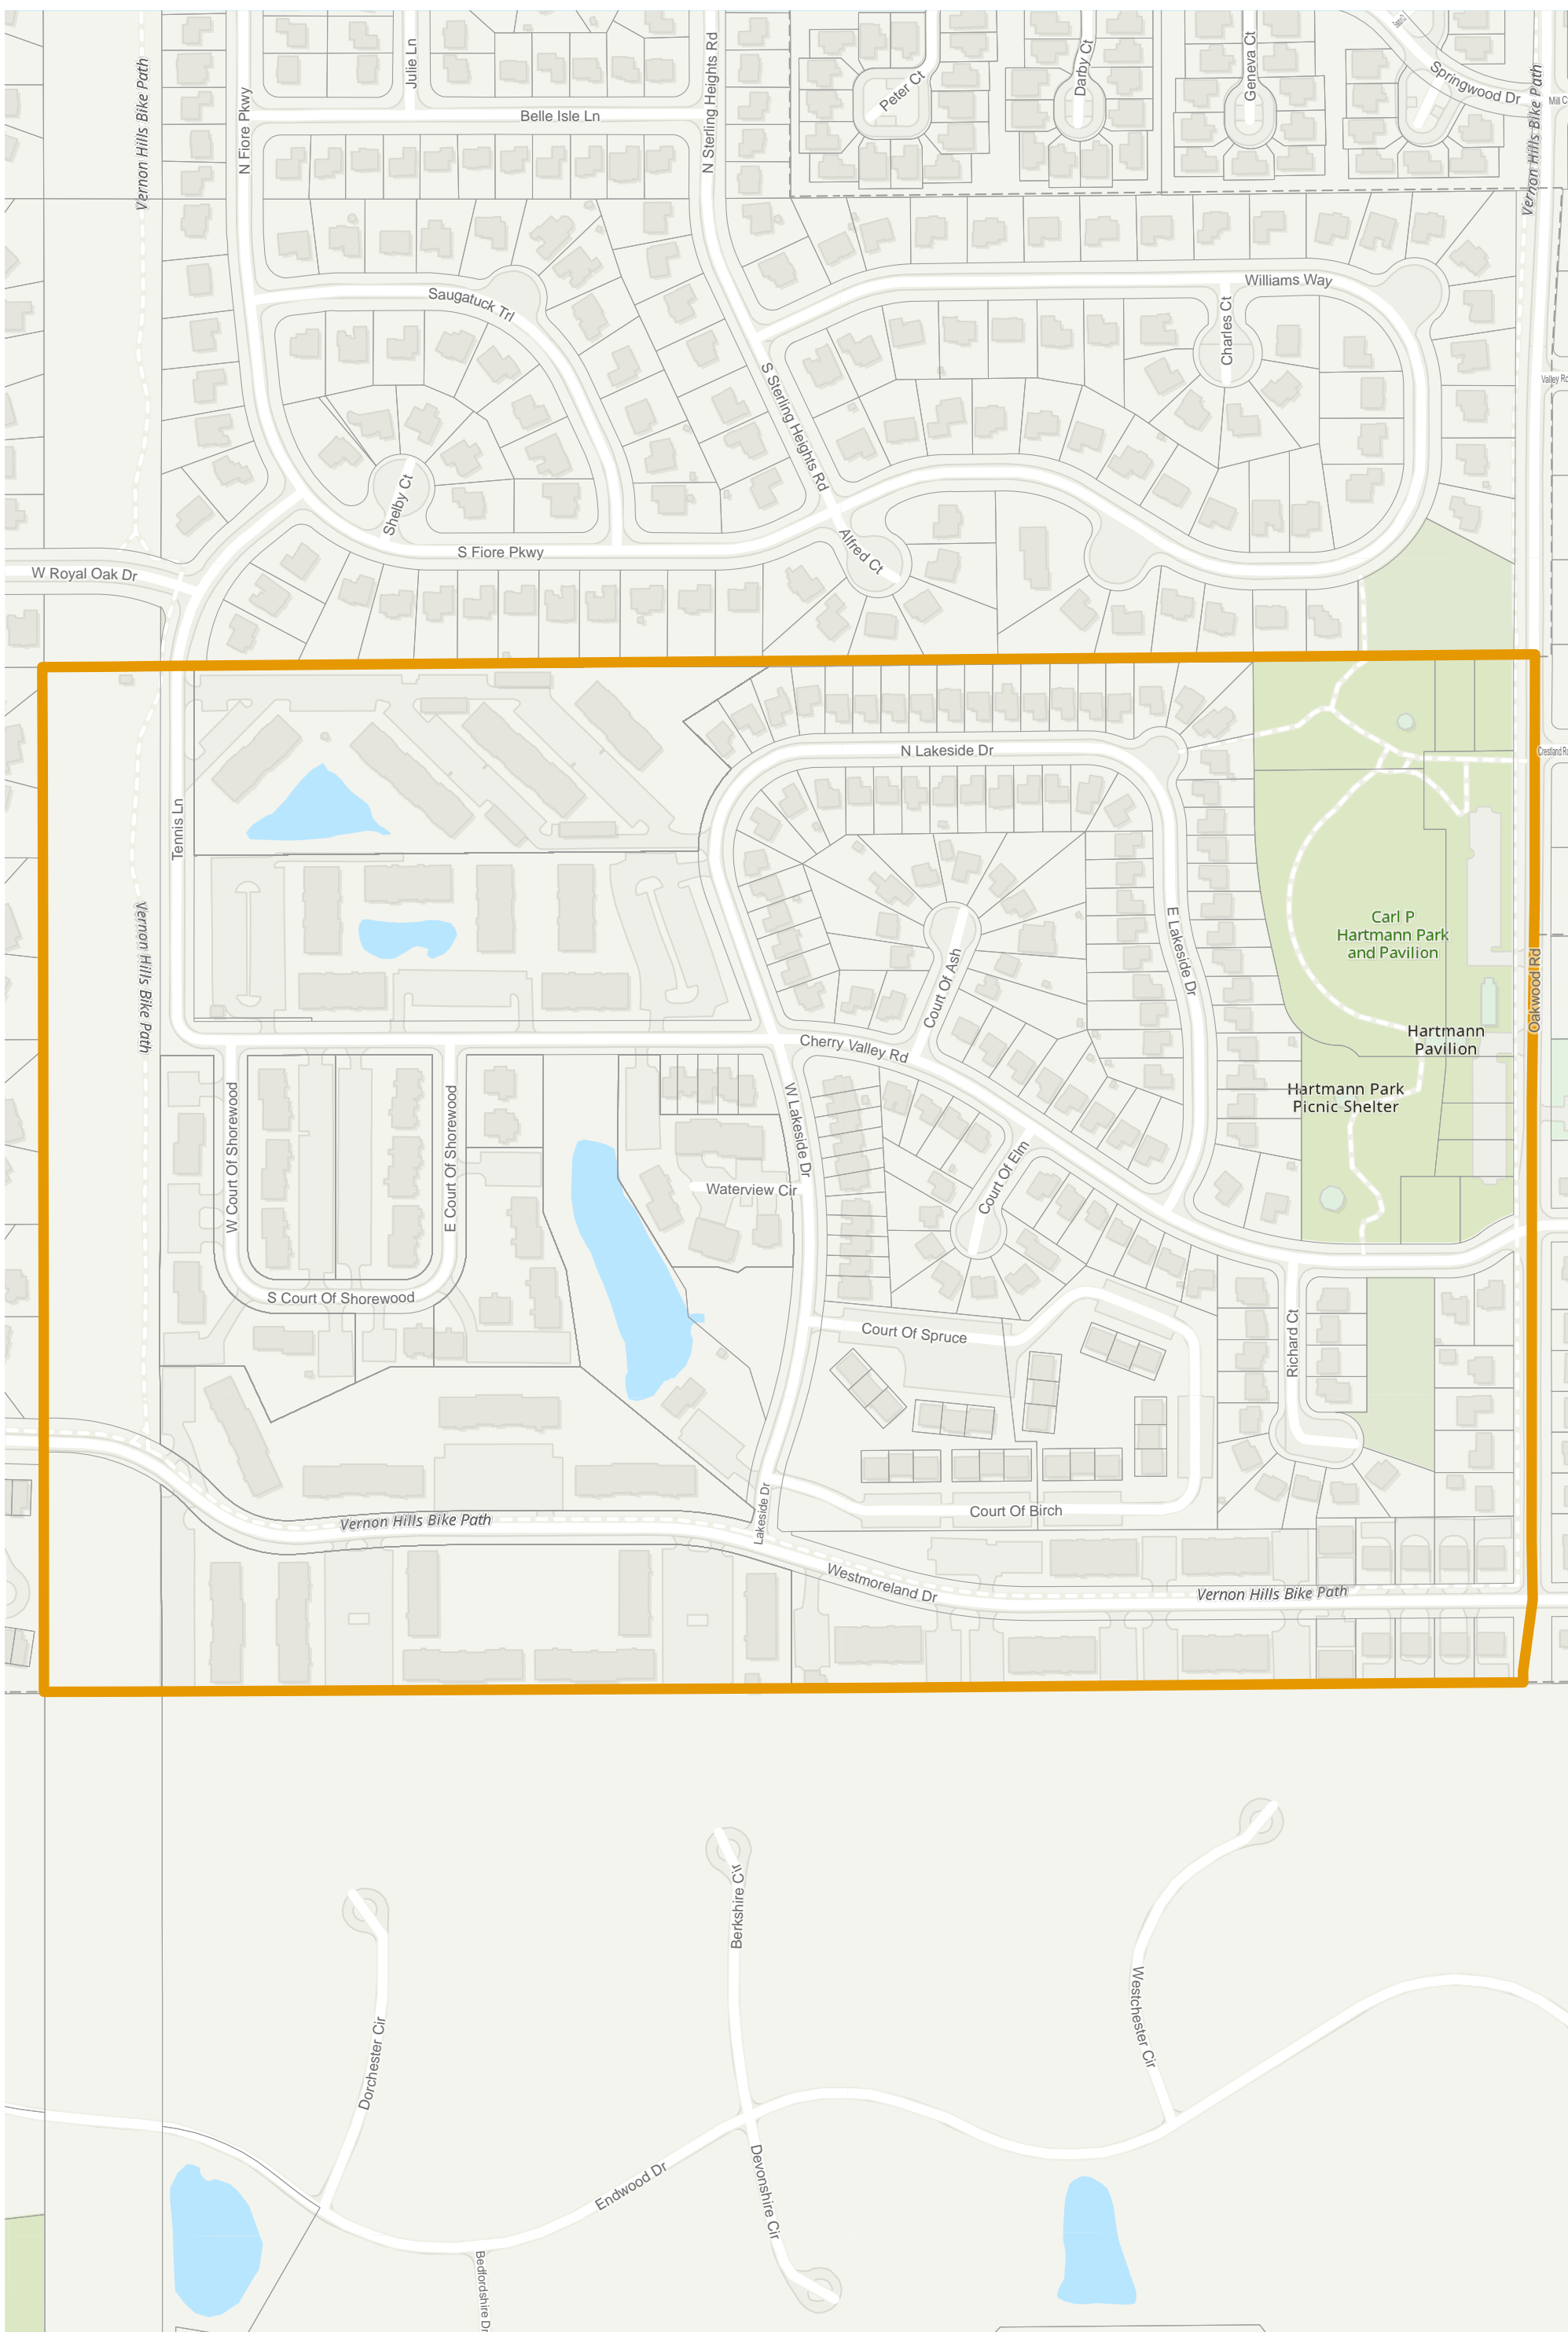 Julie Ln
N Sterling Heights Rd
Vernon Hills Bike Path
N Fiore Pkwy
Belle Isle Ln
Peter Ct
Darby Ct
Geneva Ct
Springwood Dr
Vernon Hills Bike Path
Williams Way
Saugatuck Trl
Charles Ct
Valley Rd
S Sterling Heights Rd
Shelby Ct
S Fiore Pkwy
Alfred Ct
W Royal Oak Dr
N Lakeside Dr
Crestland Rd
Tennis Ln
Carl P
Hartmann Park
and Pavilion
E Lakeside Dr
Vernon Hills Bike Path
Court Of Ash
Oakwood Rd
Hartmann
Pavilion
Cherry Valley Rd
Hartmann Park
Picnic Shelter
W Lakeside Dr
W Court Of Shorewood
E Court Of Shorewood
Waterview Cir
Court Of Elm
S Court Of Shorewood
Court Of Spruce
Richard Ct
Lakeside Dr
Court Of Birch
Vernon Hills Bike Path
Westmoreland Dr
Vernon Hills Bike Path
Berkshire Cir
Westchester Cir
Dorchester Cir
Endwood Dr
Devonshire Cir
Bedfordshire Dr